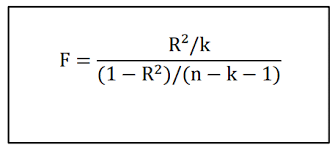 F = R²/k / (1 − R²)/(n − k − 1)